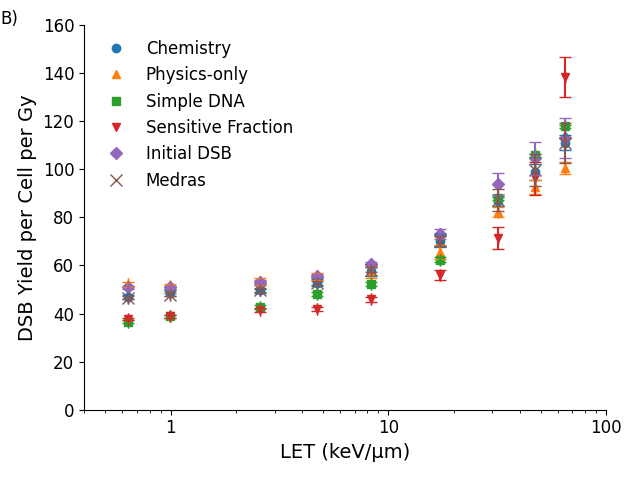 B)
160
140
120
100
80
60
40
20
0
DSB Yield per Cell per Gy
Chemistry
Physics-only
Simple DNA
Sensitive Fraction
Initial DSB
Medras
1
10
100
LET (keV/μm)